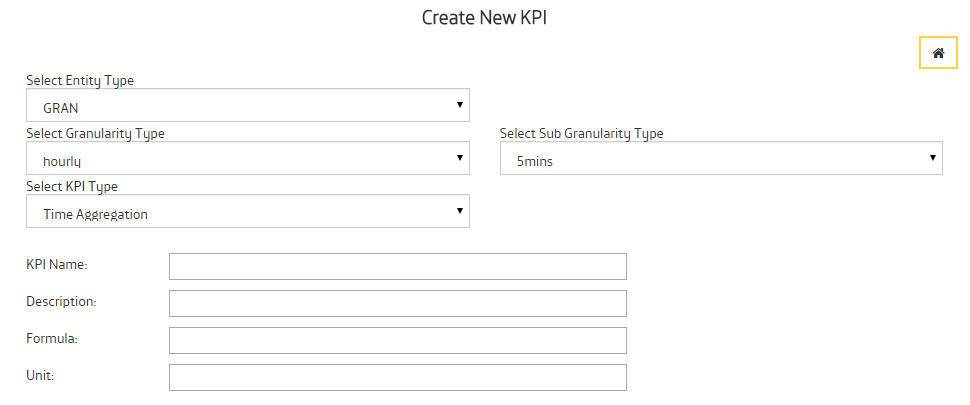 Create New KPI
Select Entity Type
GRAN
Select Granularity Type
Select Sub Granularity Type
hourly
5mins
Select KPI Type
Time Aggregation
KPI Name:
Description:
Formula:
Unit: